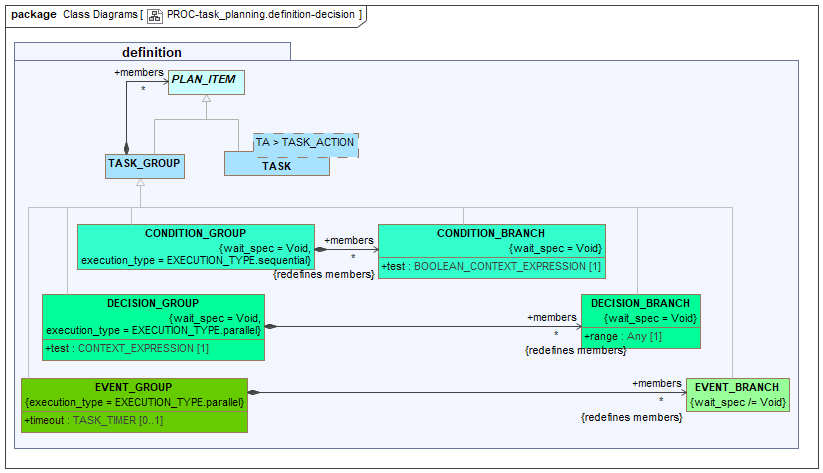 package Class Diagrams [ PROC-task_planning.definition-decision ]
definition
+members
*
PLAN_ITEM
TASK_GROUP
TA > TASK_ACTION
TASK
CONDITION_GROUP
{wait_spec = Void,
execution_type = EXECUTION_TYPE.sequential}
+members
*
{redefines members}
CONDITION_BRANCH
{wait_spec = Void}
+test : BOOLEAN_CONTEXT_EXPRESSION [1]
DECISION_GROUP
{wait_spec = Void,
execution_type = EXECUTION_TYPE.parallel}
+test : CONTEXT_EXPRESSION [1]
+members
*
{redefines members}
DECISION_BRANCH
{wait_spec = Void}
+range : Any [1]
EVENT_GROUP
{execution_type = EXECUTION_TYPE.parallel}
+timeout : TASK_TIMER [0..1]
+members
*
{redefines members}
EVENT_BRANCH
{wait_spec /= Void}